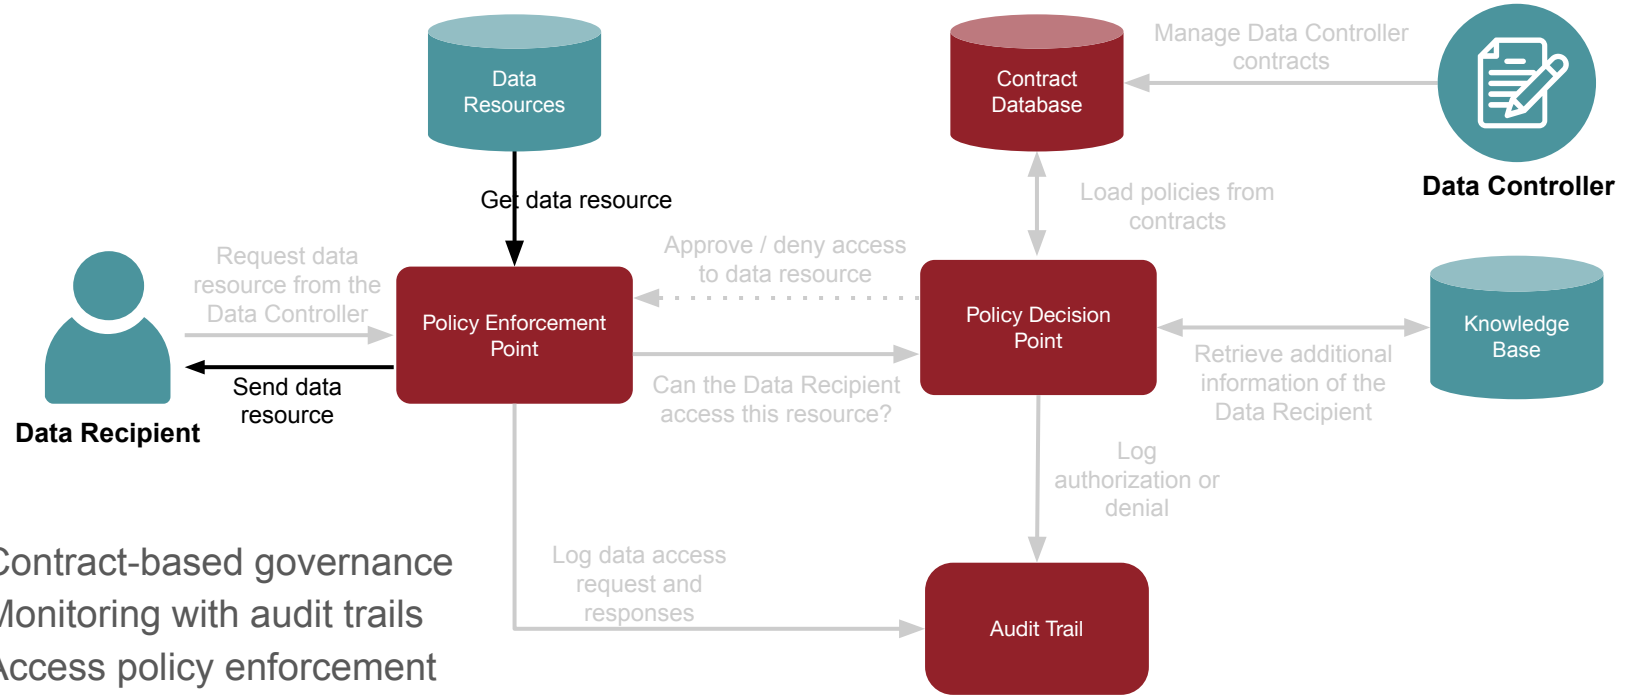 Data
Resources
Contract
Database
Manage Data Controller
contracts
Data Controller
Get data resource
Load policies from
contracts
Request data
resource from the
Data Controller
Approve / deny access
to data resource
Policy Enforcement
Point
Policy Decision
Point
Knowledge
Base
Send data
resource
Can the Data Recipient
access this resource?
Retrieve additional
information of the
Data Recipient
Data Recipient
Log
authorization or
denial
Log data access
request and
responses
Audit Trail
Contract-based governance
Monitoring with audit trails
Access policy enforcement